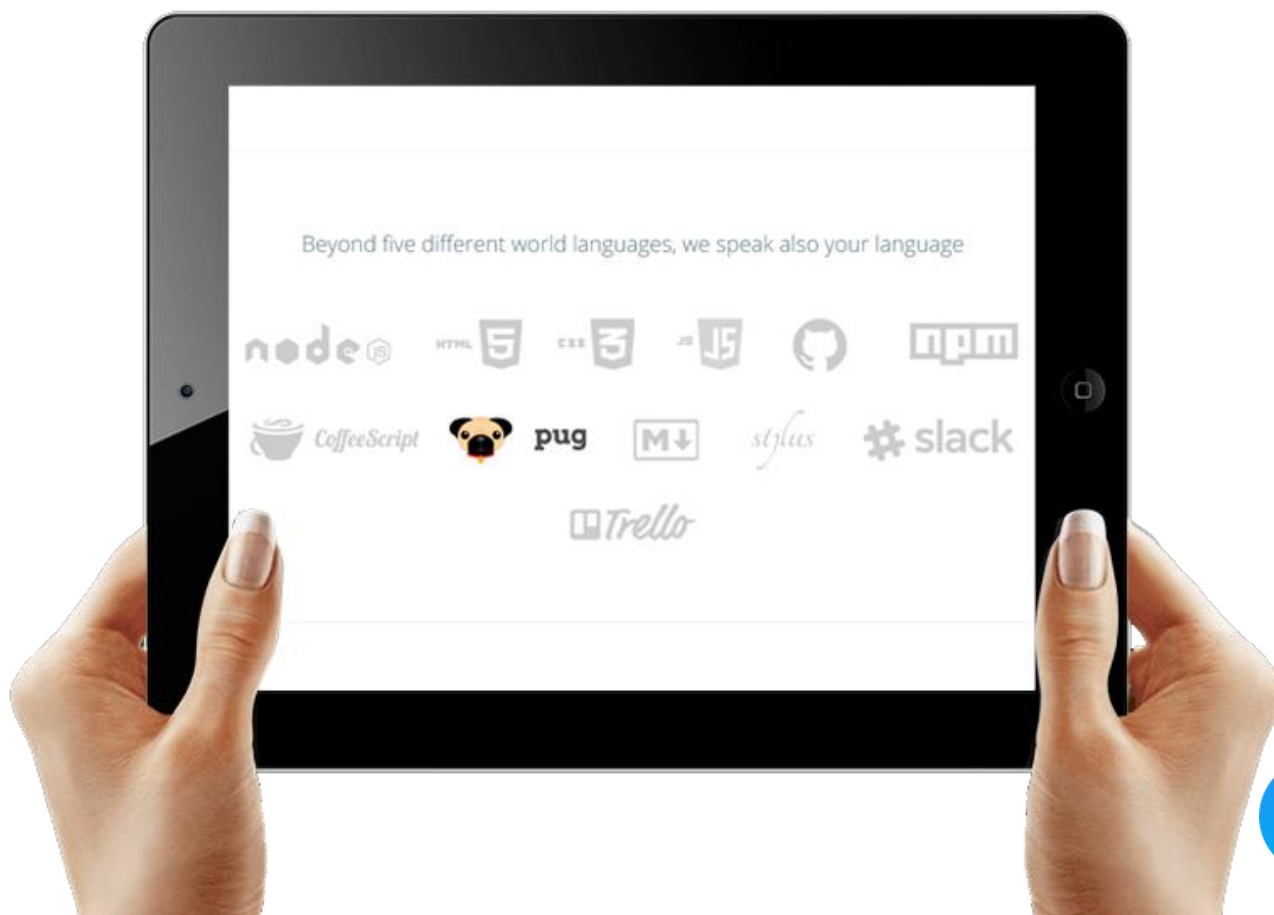 Beyond five different world languages, we speak also your language
node JS HTML 5 CSS 3 JS JS npm
CoffeeScript pug M stylus slack
Trello